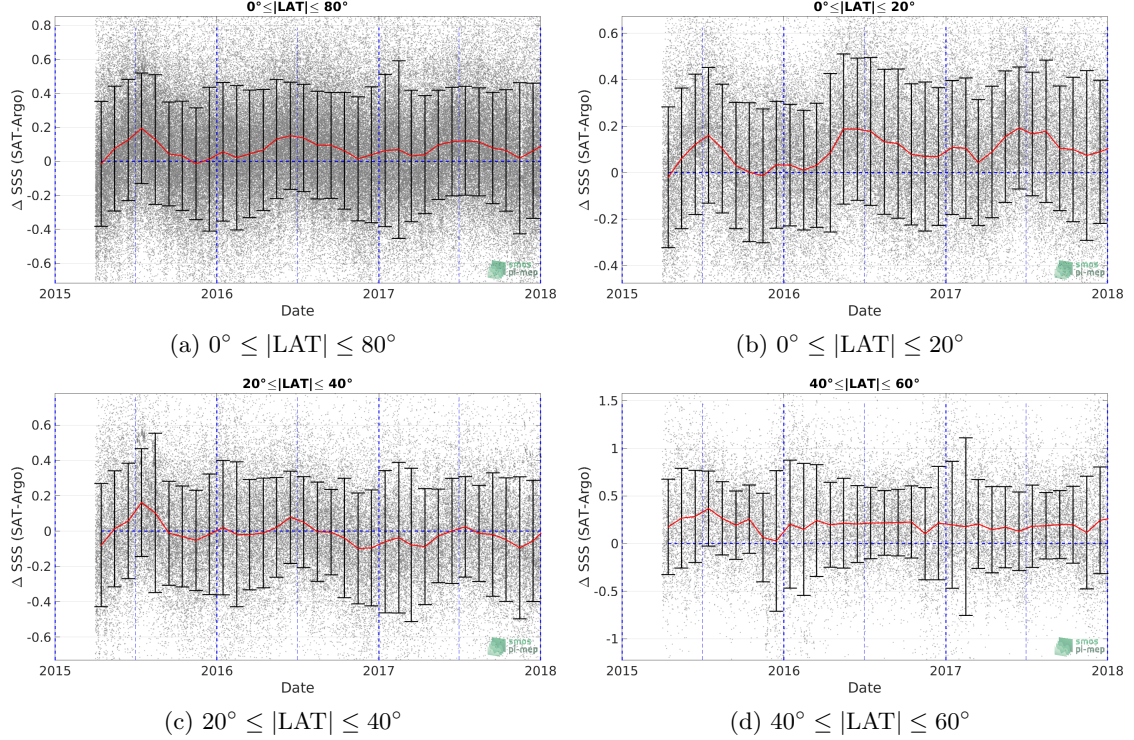 0°≤|LAT|≤ 80°
0.8
0.6
0.4
0.2
0
-0.2
-0.4
-0.6
Δ SSS (SAT-Argo)
2015
2016
2017
2018
Date
smos
pi-mep
(a) 0° ≤ |LAT| ≤ 80°
0°≤|LAT|≤ 20°
0.6
0.4
0.2
0
-0.2
-0.4
Δ SSS (SAT-Argo)
2015
2016
2017
2018
Date
smos
pi-mep
(b) 0° ≤ |LAT| ≤ 20°
20°≤|LAT|≤ 40°
0.6
0.4
0.2
0
-0.2
-0.4
-0.6
Δ SSS (SAT-Argo)
2015
2016
2017
2018
Date
smos
pi-mep
(c) 20° ≤ |LAT| ≤ 40°
40°≤|LAT|≤ 60°
1.5
1
0.5
0
-0.5
-1
Δ SSS (SAT-Argo)
2015
2016
2017
2018
Date
smos
pi-mep
(d) 40° ≤ |LAT| ≤ 60°